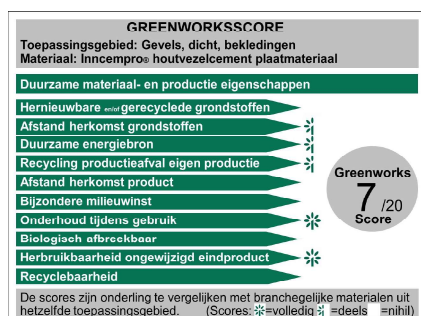 GREENWORKSSCORE
Toepassingsgebied: Gevels, dicht, bekledingen
Materiaal: Inncempro® houtvezelcement plaatmateriaal
Duurzame materiaal- en productie eigenschappen
Hernieuwbare en/of gerecyclede grondstoffen
Afstand herkomst grondstoffen
Duurzame energiebron
Recycling productieafval eigen productie
Afstand herkomst product
Bijzondere milieuwinst
Onderhoud tijdens gebruik
Biologisch afbreekbaar
Herbruikbaarheid ongewijzigd eindproduct
Recyclebaarheid
Greenworks
7 /20
Score
De scores zijn onderling te vergelijken met branchegelijke materialen uit
hetzelfde toepassingsgebied. (Scores: =volledig =deels =nihil)